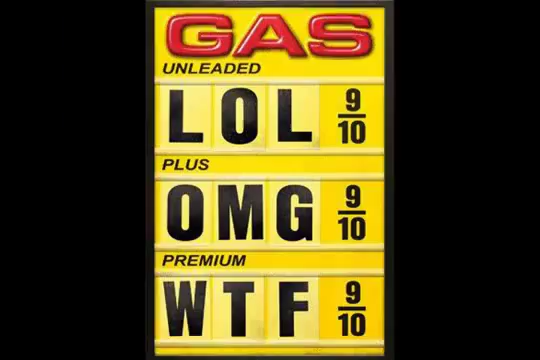 GAS
UNLEADED
LOL 9/10
PLUS
OMG 9/10
PREMIUM
WTF 9/10